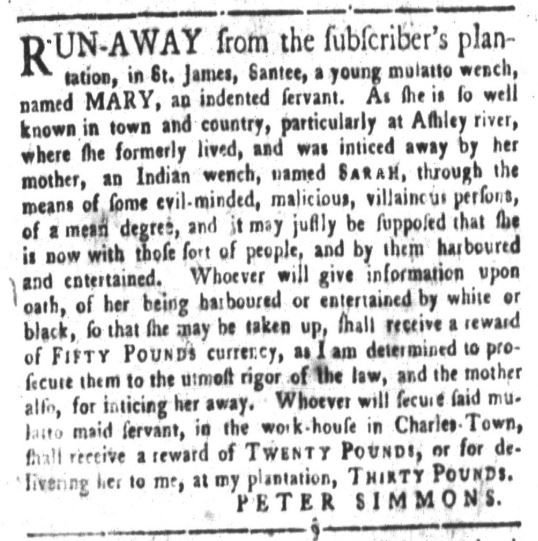 RUN-AWAY from the ſubſcriber's plan-
tation, in St. James, Santee, a young mulatto wench,
named MARY, an indented ſervant. As ſhe is ſo well
known in town and country, particularly at Aſhley river,
where ſhe formerly lived, and was inticed away by her
mother, an Indian wench, named SARAH, through the
means of ſome evil-minded, malicious, villainous perſons,
of a mean degree, and it may juſtly be ſuppoſed that ſhe
is now with thoſe ſort of people, and by them harboured
and entertained. Whoever will give information upon
oath, of her being harboured or entertained by white or
black, ſo that ſhe may be taken up, ſhall receive a reward
of FIFTY POUNDS currency, as I am determined to pro-
ſecute them to the utmoſt rigor of the law, and the mother
alſo, for inticing her away. Whoever will ſecure ſaid mu-
latto maid ſervant, in the work-houſe in Charles-Town,
ſhall receive a reward of TWENTY POUNDS, or for de-
livering her to me, at my plantation, THIRTY POUNDS.
PETER SIMMONS.